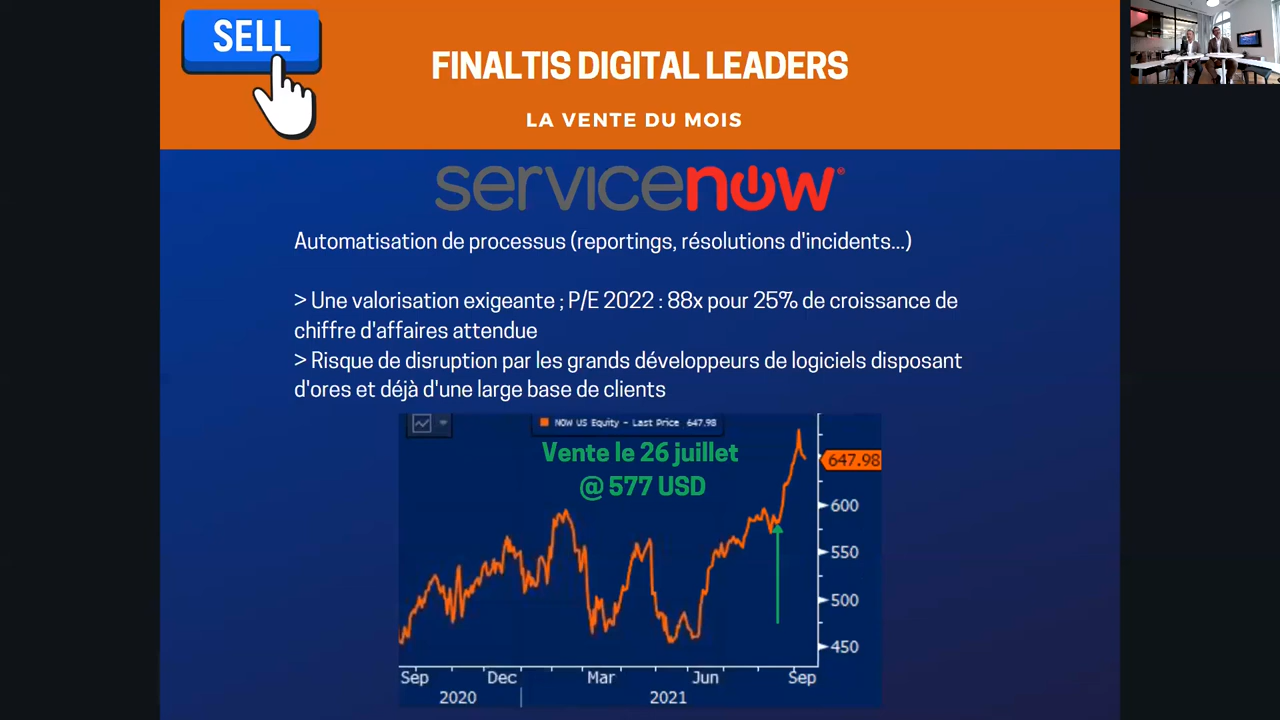 SELL
FINALTIS DIGITAL LEADERS
LA VENTE DU MOIS
servicenow®
Automatisation de processus (reportings, résolutions d'incidents...)
> Une valorisation exigeante ; P/E 2022 : 88x pour 25% de croissance de
chiffre d'affaires attendue
> Risque de disruption par les grands développeurs de logiciels disposant
d'ores et déjà d'une large base de clients
NOW US Equity - Last Price 647.98
Vente le 26 juillet
@ 577 USD
647.98
600
550
500
450
Sep Dec Mar Jun Sep
2020 2021